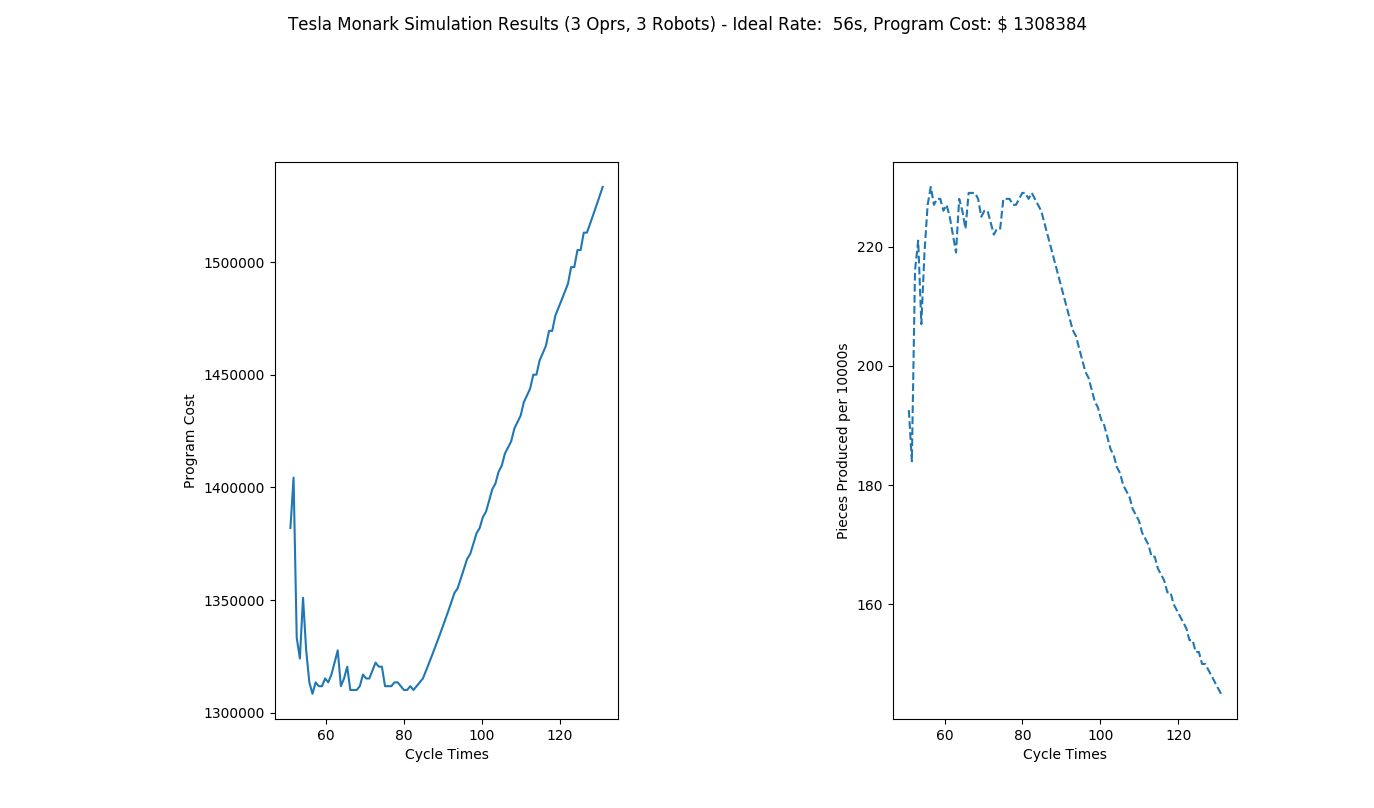 Tesla Monark Simulation Results (3 Oprs, 3 Robots) - Ideal Rate:  56s, Program Cost: $ 1308384
Program Cost
1500000
1450000
1400000
1350000
1300000
60 80 100 120
Cycle Times
Pieces Produced per 10000s
220
200
180
160
60 80 100 120
Cycle Times